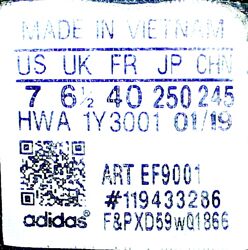 MADE IN VIETNAM
US UK FR JP CHN
7 6½ 40 250 245
HWA 1Y3001 01/19
ART EF9001
#119433286
adidas F&PXD59wQ1866